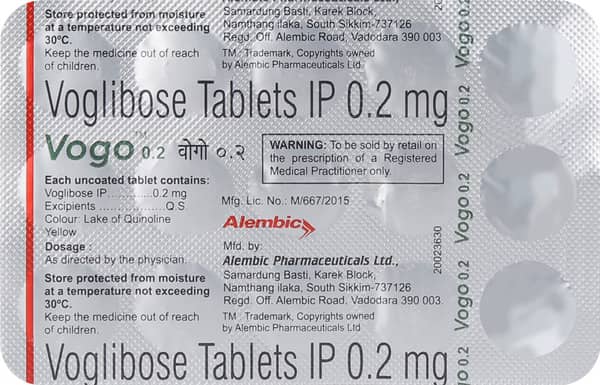 Store protected from moisture
at a temperature not exceeding
30ºC.
Keep the medicine out of reach
of children.
Samardung Basti, Karek Block,
Namthang ilaka, South Sikkim-737126
Regd. Off. Alembic Road, Vadodara 390 003
TM : Trademark, Copyrights owned
by Alembic Pharmaceuticals Ltd
Voglibose Tablets IP 0.2 mg
Vogo™ 0.2 वोगो ०.२
WARNING: To be sold by retail on
the prescription of a Registered
Medical Practitioner only.
Each uncoated tablet contains:
Voglibose IP............0.2 mg
Excipients ................Q.S.
Colour: Lake of Quinoline
Yellow
Dosage :
As directed by the physician.
Store protected from moisture
at a temperature not exceeding
30ºC.
Keep the medicine out of reach
of children.
Mfg. Lic. No.: M/667/2015
Alembic
Mfd. by:
Alembic Pharmaceuticals Ltd.,
Samardung Basti, Karek Block,
Namthang ilaka, South Sikkim-737126
Regd. Off. Alembic Road, Vadodara 390 003.
TM : Trademark, Copyrights owned
by Alembic Pharmaceuticals Ltd
20023630
Voglibose Tablets IP 0.2 mg
Vogo 0.2
Vogo 0.2
Vogo 0.2
Vogo 0.2